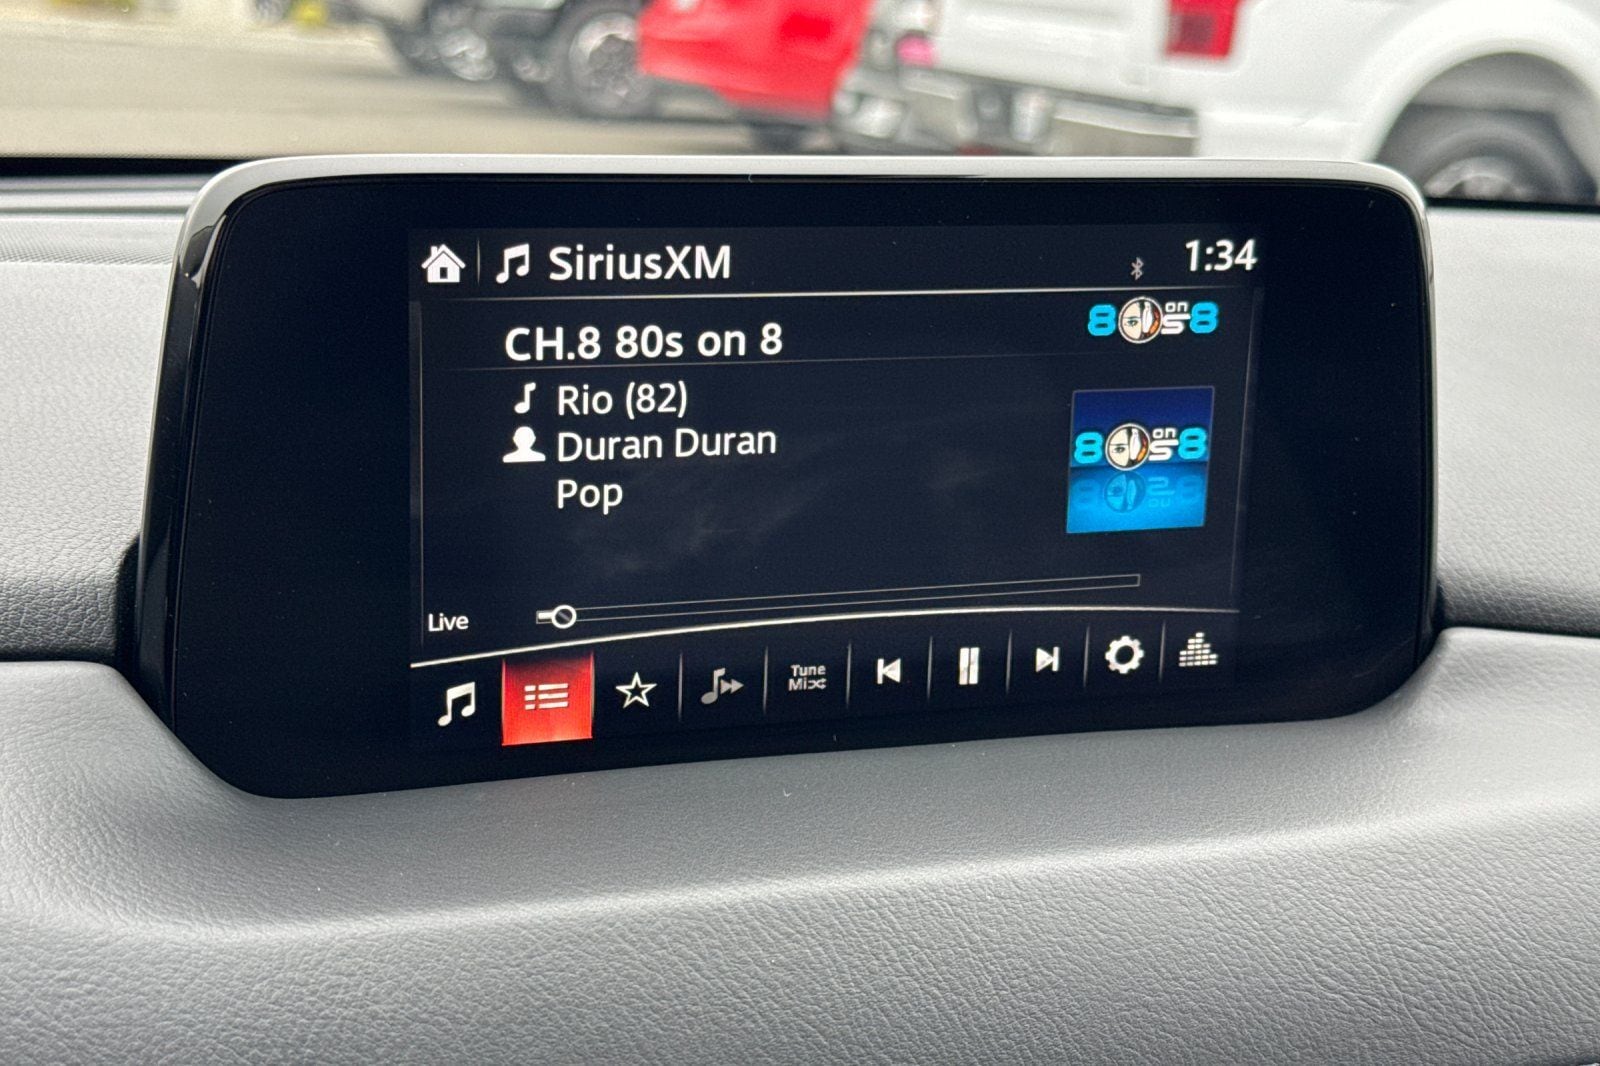 SiriusXM
1:34
CH.8 80s on 8
80s on 8
Rio (82)
Duran Duran
Pop
80s on 8
Live
Tune
Mix